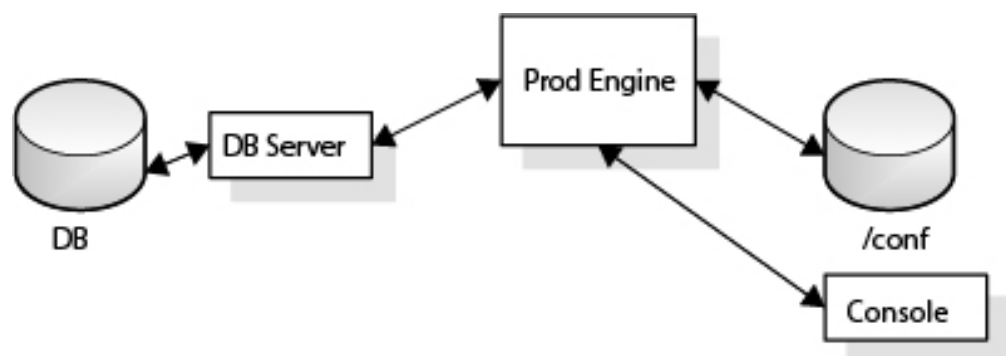 Prod Engine
DB Server
DB
/conf
Console